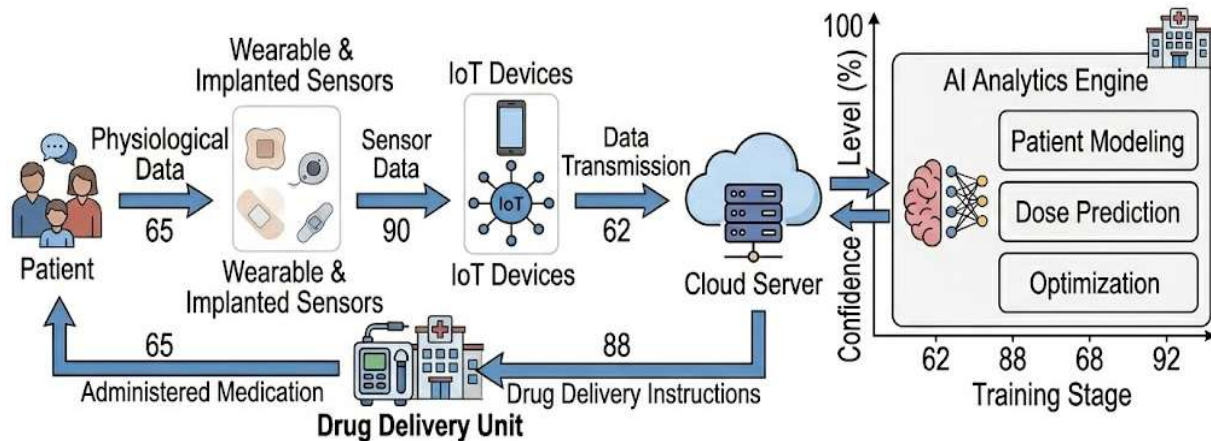 Wearable &
Implanted Sensors
Physiological
Data
65
Patient
Wearable &
Implanted Sensors
Sensor
Data
90
IoT Devices
IoT
IoT Devices
Data
Transmission
62
Cloud Server
100
Confidence Level (%)
AI Analytics Engine
Patient Modeling
Dose Prediction
Optimization
62 88 68 92
Training Stage
65
Administered Medication
Drug Delivery Unit
88
Drug Delivery Instructions